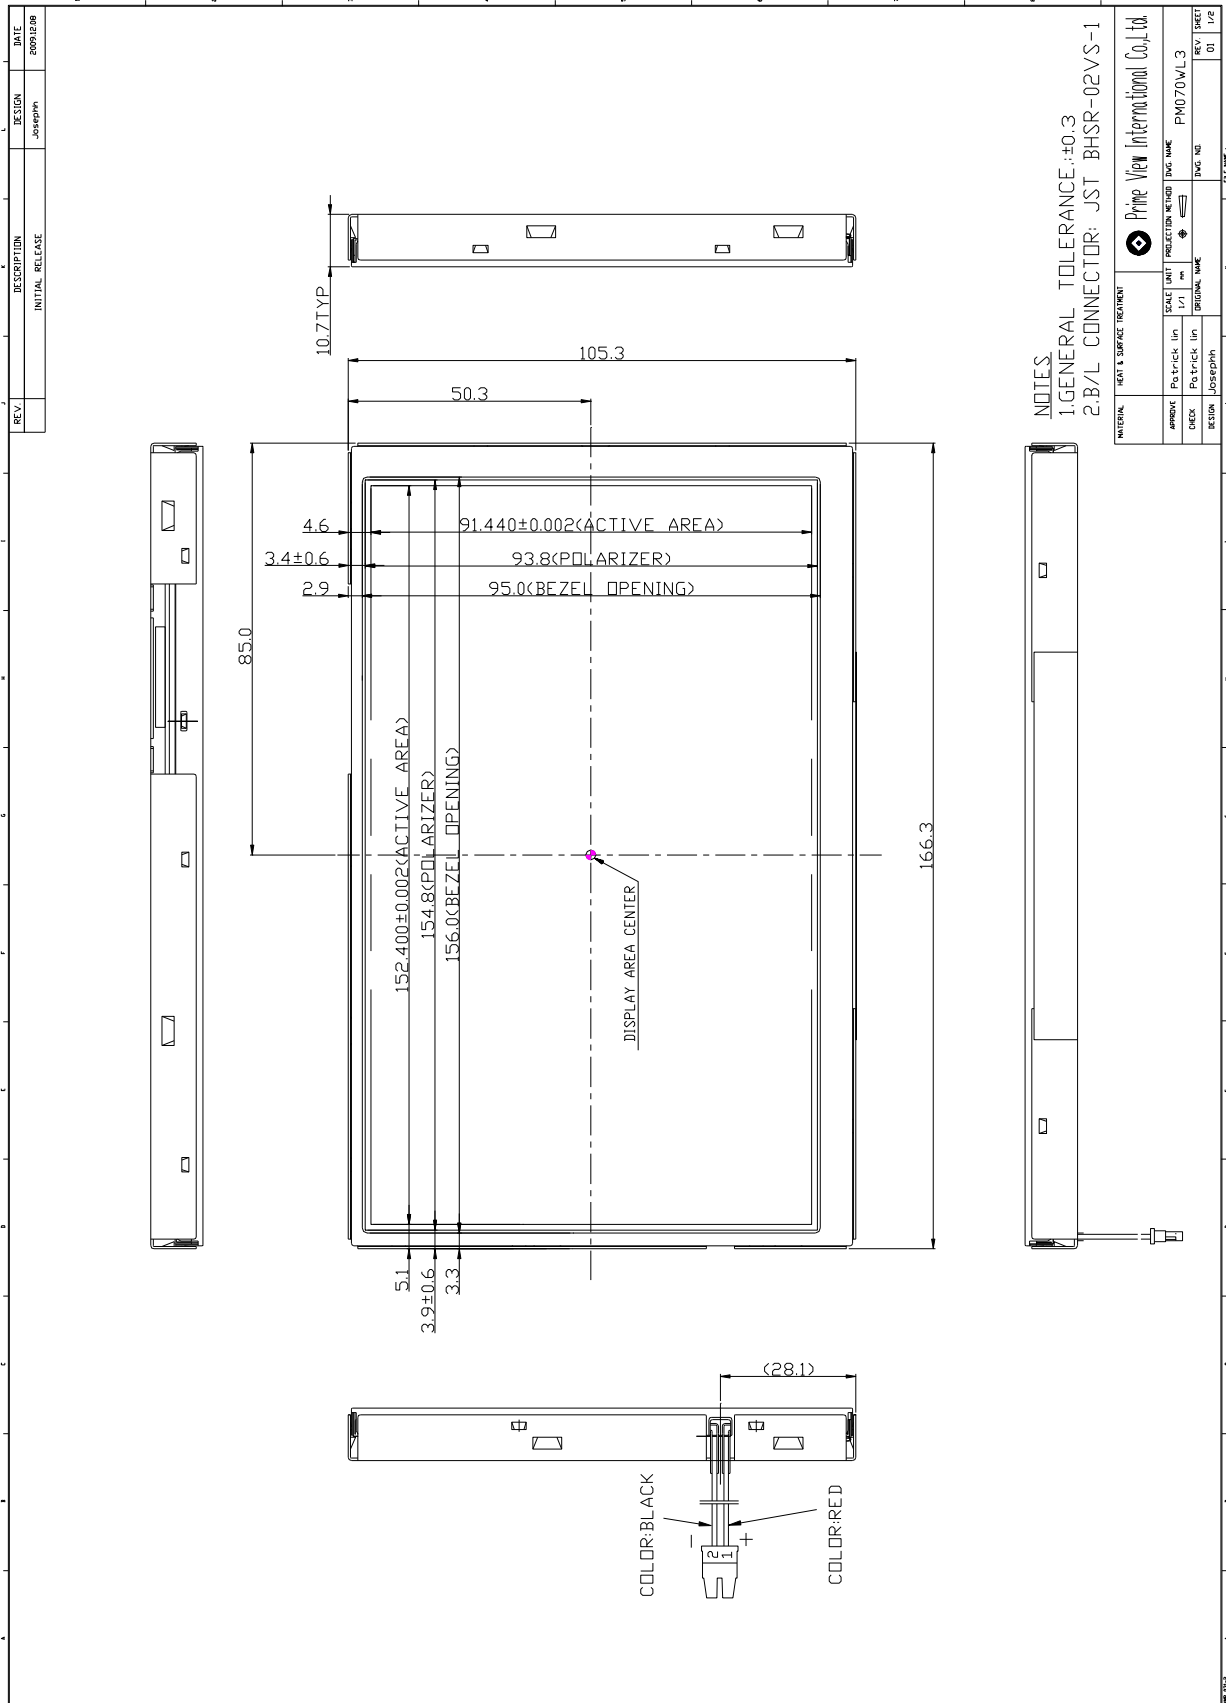 REV.
DESCRIPTION
DESIGN
DATE
INITIAL RELEASE
Josephh
2009.12.08
10.7TYP
105.3
50.3
85.0
4.6
91.440±0.002(ACTIVE AREA)
3.4±0.6
93.8(POLARIZER)
2.9
95.0(BEZEL OPENING)
152.400±0.002(ACTIVE AREA)
154.8(POLARIZER)
156.0(BEZEL OPENING)
166.3
DISPLAY AREA CENTER
5.1
3.9±0.6
3.3
(28.1)
COLOR:BLACK
COLOR:RED
-
+
2
1
NOTES
1.GENERAL TOLERANCE.:±0.3
2.B/L CONNECTOR: JST BHSR-02VS-1
MATERIAL
HEAT & SURFACE TREATMENT
Prime View International Co.,Ltd.
APPROVE
Patrick lin
SCALE
1/1
UNIT
mm
PROJECTION METHOD
DWG. NAME
PM070WL3
CHECK
Patrick lin
ORIGINAL NAME
DWG. NO.
REV.
01
SHEET
1/2
DESIGN
Josephh